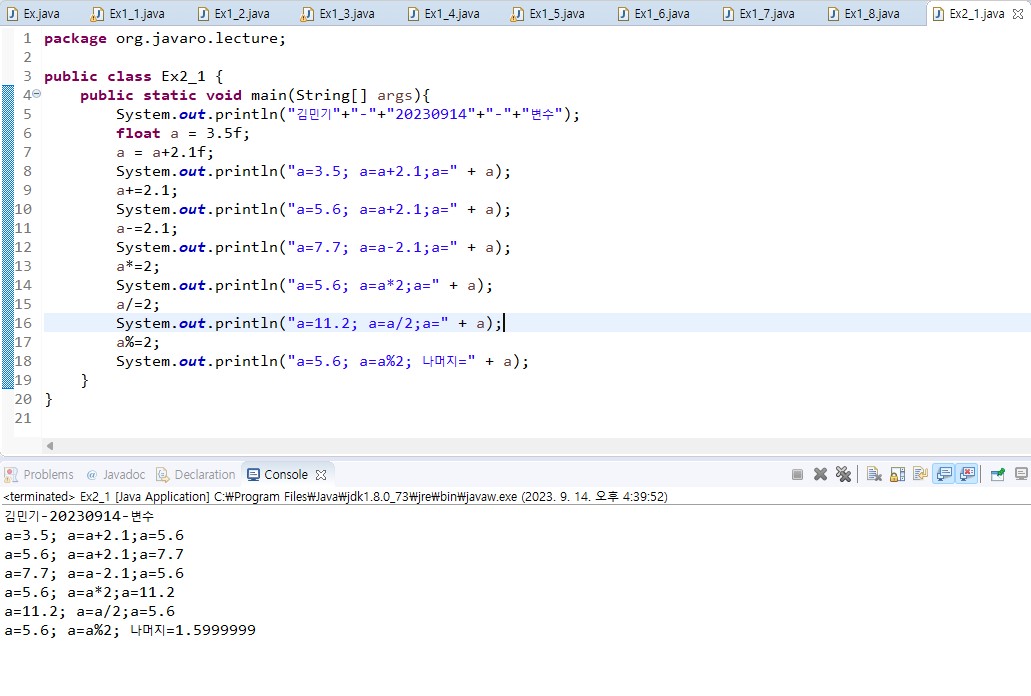 Ex.java Ex1_1.java Ex1_2.java Ex1_3.java Ex1_4.java Ex1_5.java Ex1_6.java Ex1_7.java Ex1_8.java Ex2_1.java
1 package org.javaro.lecture;
2
3 public class Ex2_1 {
4 public static void main(String[] args){
5 System.out.println("김민기"+"-"+"20230914"+"-"+"변수");
6 float a = 3.5f;
7 a = a+2.1f;
8 System.out.println("a=3.5; a=a+2.1;a=" + a);
9 a+=2.1;
10 System.out.println("a=5.6; a=a+2.1;a=" + a);
11 a-=2.1;
12 System.out.println("a=7.7; a=a-2.1;a=" + a);
13 a*=2;
14 System.out.println("a=5.6; a=a*2;a=" + a);
15 a/=2;
16 System.out.println("a=11.2; a=a/2;a=" + a);
17 a%=2;
18 System.out.println("a=5.6; a=a%2; 나머지=" + a);
19 }
20 }
21
Problems @ Javadoc Declaration Console
<terminated> Ex2_1 [Java Application] C:₩Program Files₩Java₩jdk1.8.0_73₩jre₩bin₩javaw.exe (2023. 9. 14. 오후 4:39:52)
김민기-20230914-변수
a=3.5; a=a+2.1;a=5.6
a=5.6; a=a+2.1;a=7.7
a=7.7; a=a-2.1;a=5.6
a=5.6; a=a*2;a=11.2
a=11.2; a=a/2;a=5.6
a=5.6; a=a%2; 나머지=1.5999999